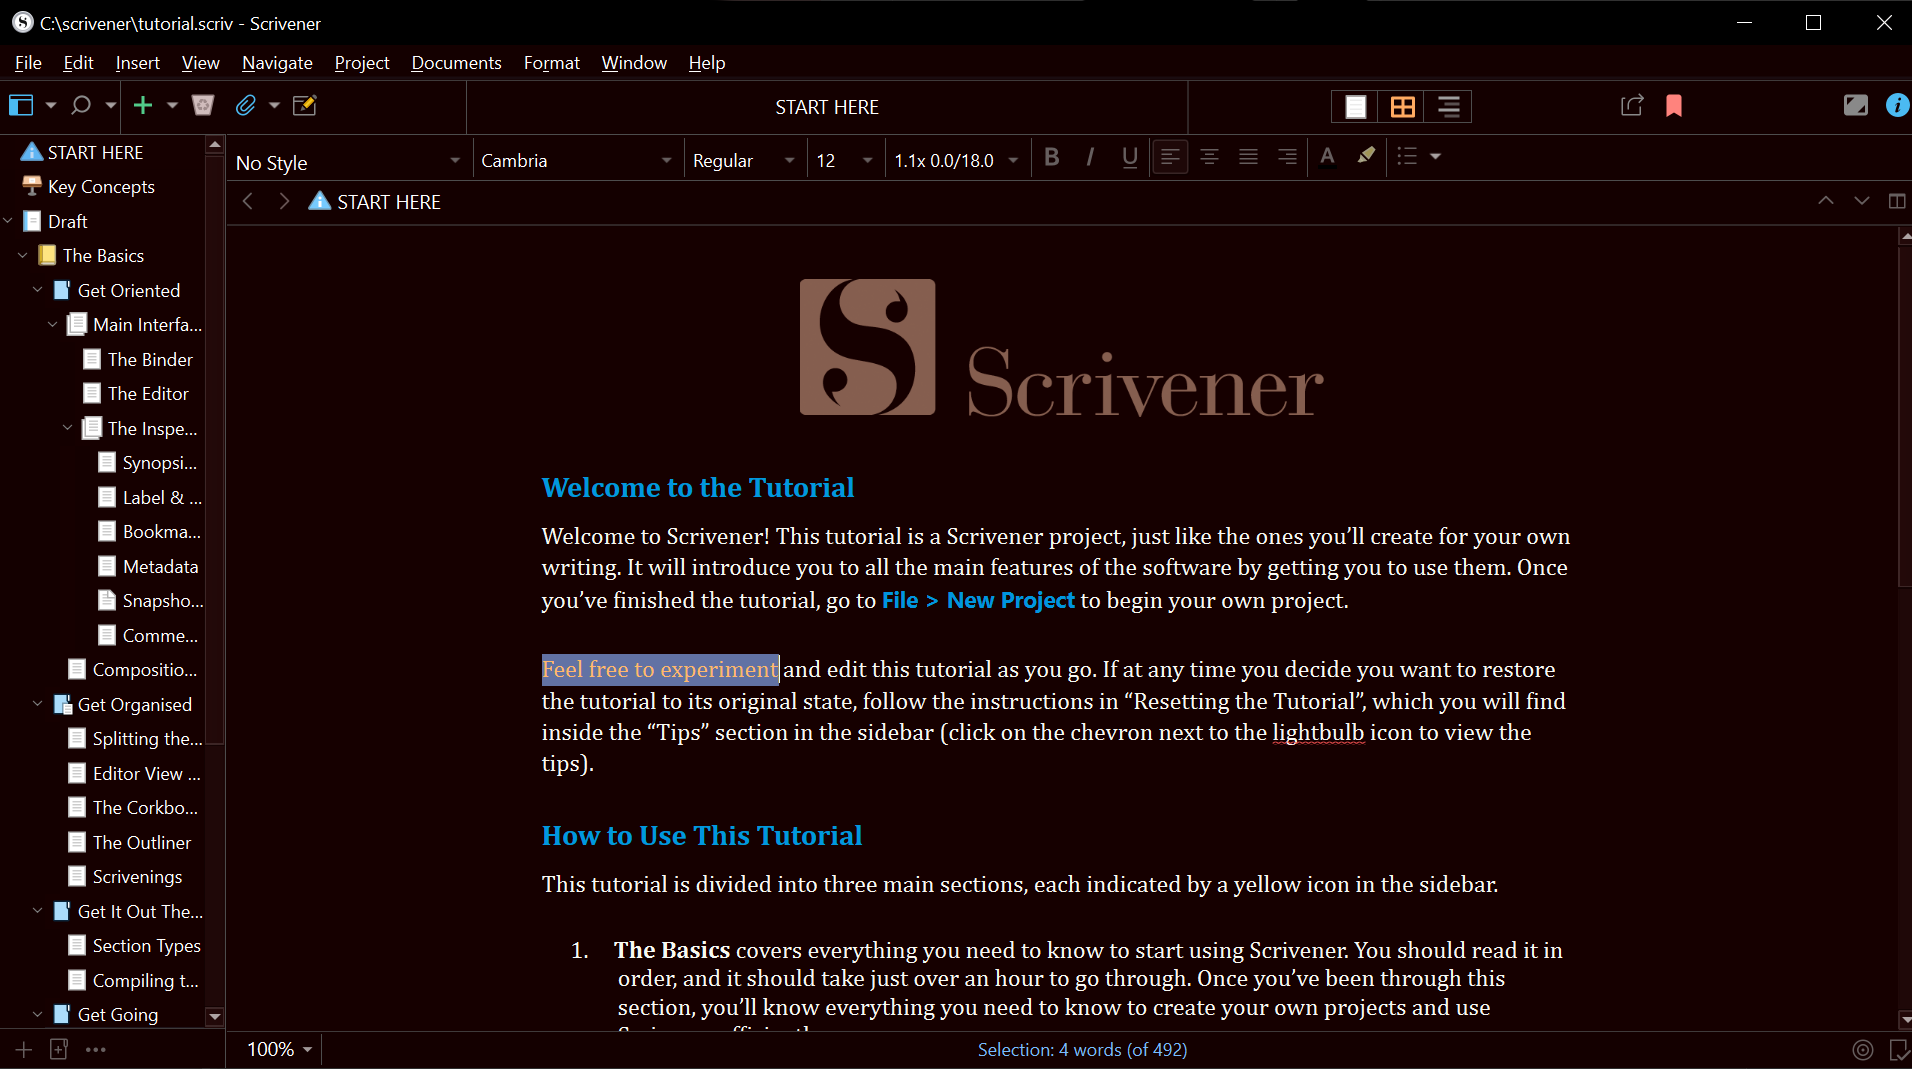 C:\scrivener\tutorial.scriv - Scrivener
File Edit Insert View Navigate Project Documents Format Window Help
START HERE
START HERE
Key Concepts
Draft
The Basics
Get Oriented
Main Interfa...
The Binder
The Editor
The Inspe...
Synopsi...
Label & ...
Bookma...
Metadata
Snapsho...
Comme...
Compositio...
Get Organised
Splitting the...
Editor View ...
The Corkbo...
The Outliner
Scrivenings
Get It Out The...
Section Types
Compiling t...
Get Going
No Style Cambria Regular 12 1.1x 0.0/18.0 B I U A
START HERE
S Scrivener
Welcome to the Tutorial
Welcome to Scrivener! This tutorial is a Scrivener project, just like the ones you’ll create for your own
writing. It will introduce you to all the main features of the software by getting you to use them. Once
you’ve finished the tutorial, go to File > New Project to begin your own project.
Feel free to experiment and edit this tutorial as you go. If at any time you decide you want to restore
the tutorial to its original state, follow the instructions in “Resetting the Tutorial”, which you will find
inside the “Tips” section in the sidebar (click on the chevron next to the lightbulb icon to view the
tips).
How to Use This Tutorial
This tutorial is divided into three main sections, each indicated by a yellow icon in the sidebar.
1. The Basics covers everything you need to know to start using Scrivener. You should read it in
order, and it should take just over an hour to go through. Once you’ve been through this
section, you’ll know everything you need to know to create your own projects and use
100%
Selection: 4 words (of 492)